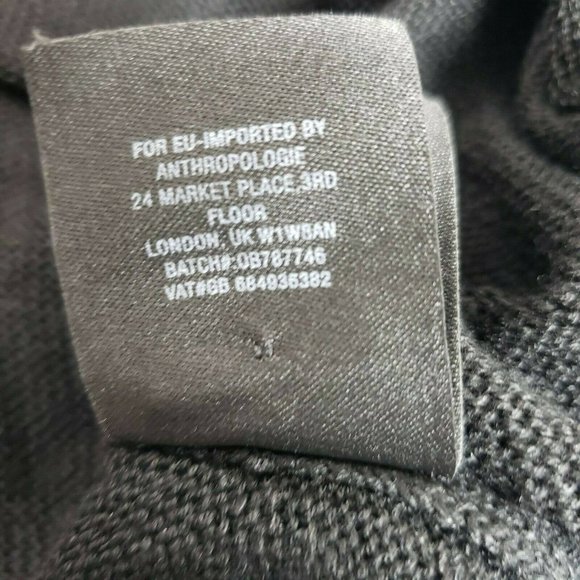 FOR EU-IMPORTED BY
ANTHROPOLOGIE
24 MARKET PLACE,3RD
FLOOR
LONDON, UK W1W8AN
BATCH#:OB787746
VAT#GB 684936382